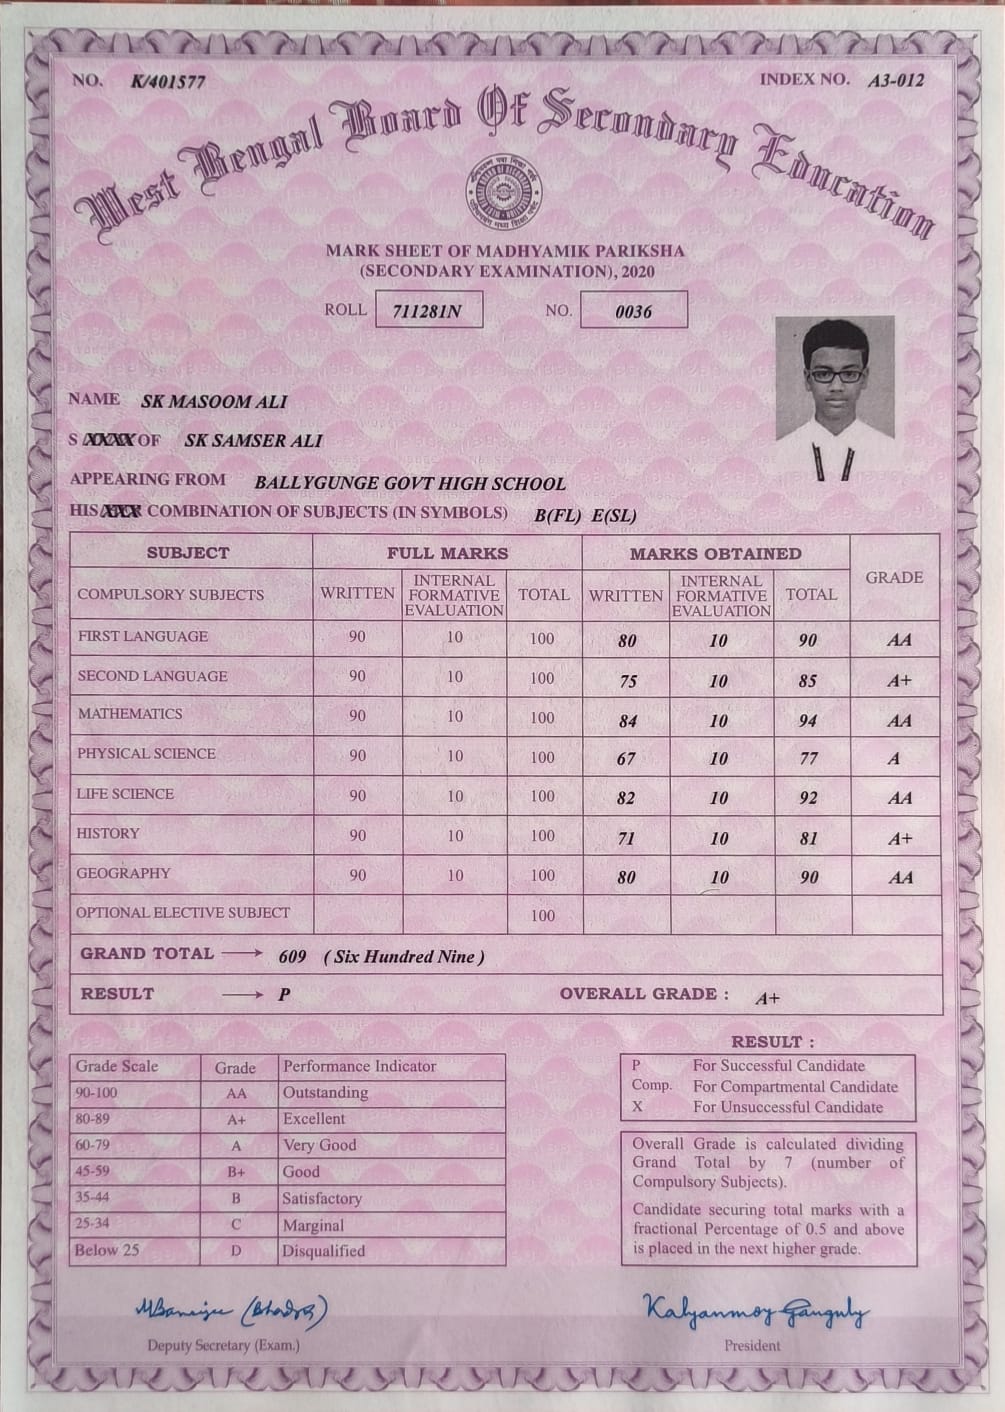 NO. K/401577 INDEX NO. A3-012
West Bengal Board Of Secondary Education
MARK SHEET OF MADHYAMIK PARIKSHA
(SECONDARY EXAMINATION), 2020
ROLL 711281N NO. 0036
NAME SK MASOOM ALI
S XXXX OF SK SAMSER ALI
APPEARING FROM BALLYGUNGE GOVT HIGH SCHOOL
HIS XXX COMBINATION OF SUBJECTS (IN SYMBOLS) B(FL) E(SL)
SUBJECT FULL MARKS MARKS OBTAINED GRADE
COMPULSORY SUBJECTS WRITTEN INTERNAL FORMATIVE EVALUATION TOTAL WRITTEN INTERNAL FORMATIVE EVALUATION TOTAL
FIRST LANGUAGE 90 10 100 80 10 90 AA
SECOND LANGUAGE 90 10 100 75 10 85 A+
MATHEMATICS 90 10 100 84 10 94 AA
PHYSICAL SCIENCE 90 10 100 67 10 77 A
LIFE SCIENCE 90 10 100 82 10 92 AA
HISTORY 90 10 100 71 10 81 A+
GEOGRAPHY 90 10 100 80 10 90 AA
OPTIONAL ELECTIVE SUBJECT 100
GRAND TOTAL → 609 ( Six Hundred Nine )
RESULT → P OVERALL GRADE : A+
Grade Scale Grade Performance Indicator
90-100 AA Outstanding
80-89 A+ Excellent
60-79 A Very Good
45-59 B+ Good
35-44 B Satisfactory
25-34 C Marginal
Below 25 D Disqualified
RESULT :
P For Successful Candidate
Comp. For Compartmental Candidate
X For Unsuccessful Candidate
Overall Grade is calculated dividing
Grand Total by 7 (number of
Compulsory Subjects).
Candidate securing total marks with a
fractional Percentage of 0.5 and above
is placed in the next higher grade.
Kalyanmoy Ganguly
Deputy Secretary (Exam.) President